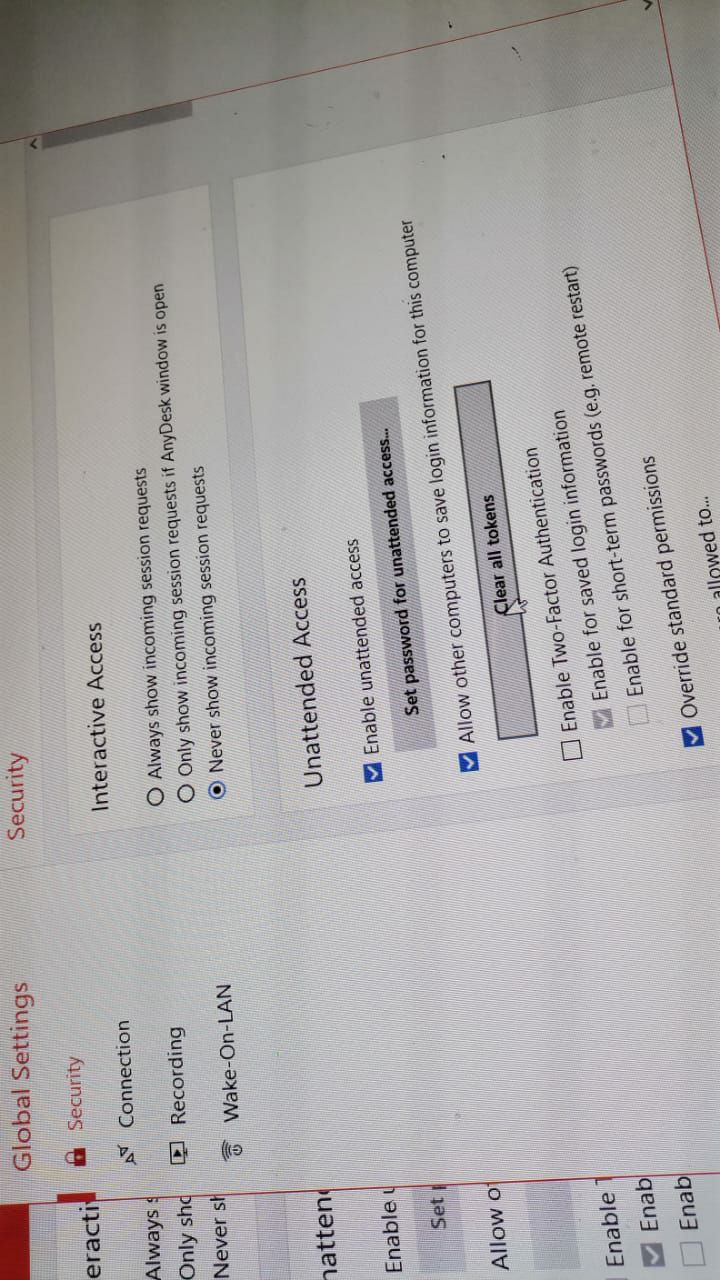 Global Settings
Security
Security
Connection
Recording
Wake-On-LAN
Interactive Access
Always show incoming session requests
Only show incoming session requests if AnyDesk window is open
Never show incoming session requests
Unattended Access
Enable unattended access
Set password for unattended access...
Allow other computers to save login information for this computer
Clear all tokens
Enable Two-Factor Authentication
Enable for saved login information
Enable for short-term passwords (e.g. remote restart)
Override standard permissions
allowed to...
eracti
Always s
Only sho
Never sh
natten
Enable u
Set
Allow o
Enable
Enab
Enab